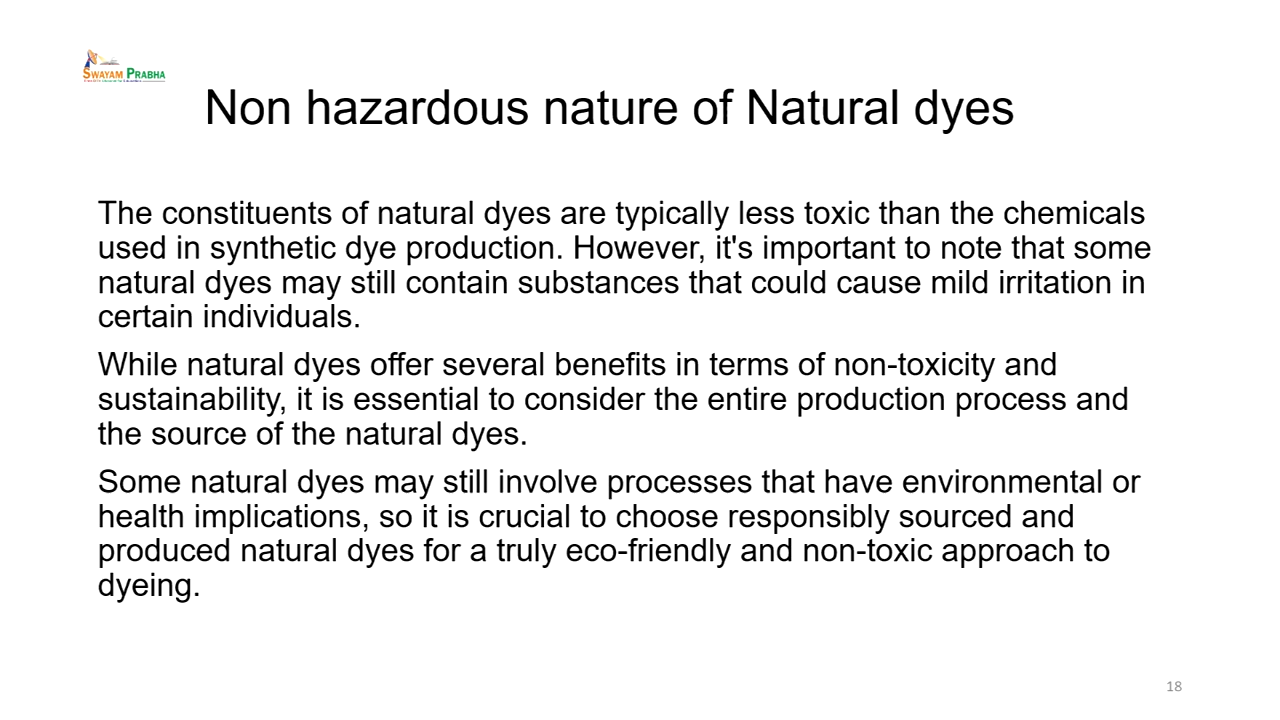 SWAYAM PRABHA
Non hazardous nature of Natural dyes
The constituents of natural dyes are typically less toxic than the chemicals
used in synthetic dye production. However, it's important to note that some
natural dyes may still contain substances that could cause mild irritation in
certain individuals.
While natural dyes offer several benefits in terms of non-toxicity and
sustainability, it is essential to consider the entire production process and
the source of the natural dyes.
Some natural dyes may still involve processes that have environmental or
health implications, so it is crucial to choose responsibly sourced and
produced natural dyes for a truly eco-friendly and non-toxic approach to
dyeing.
18